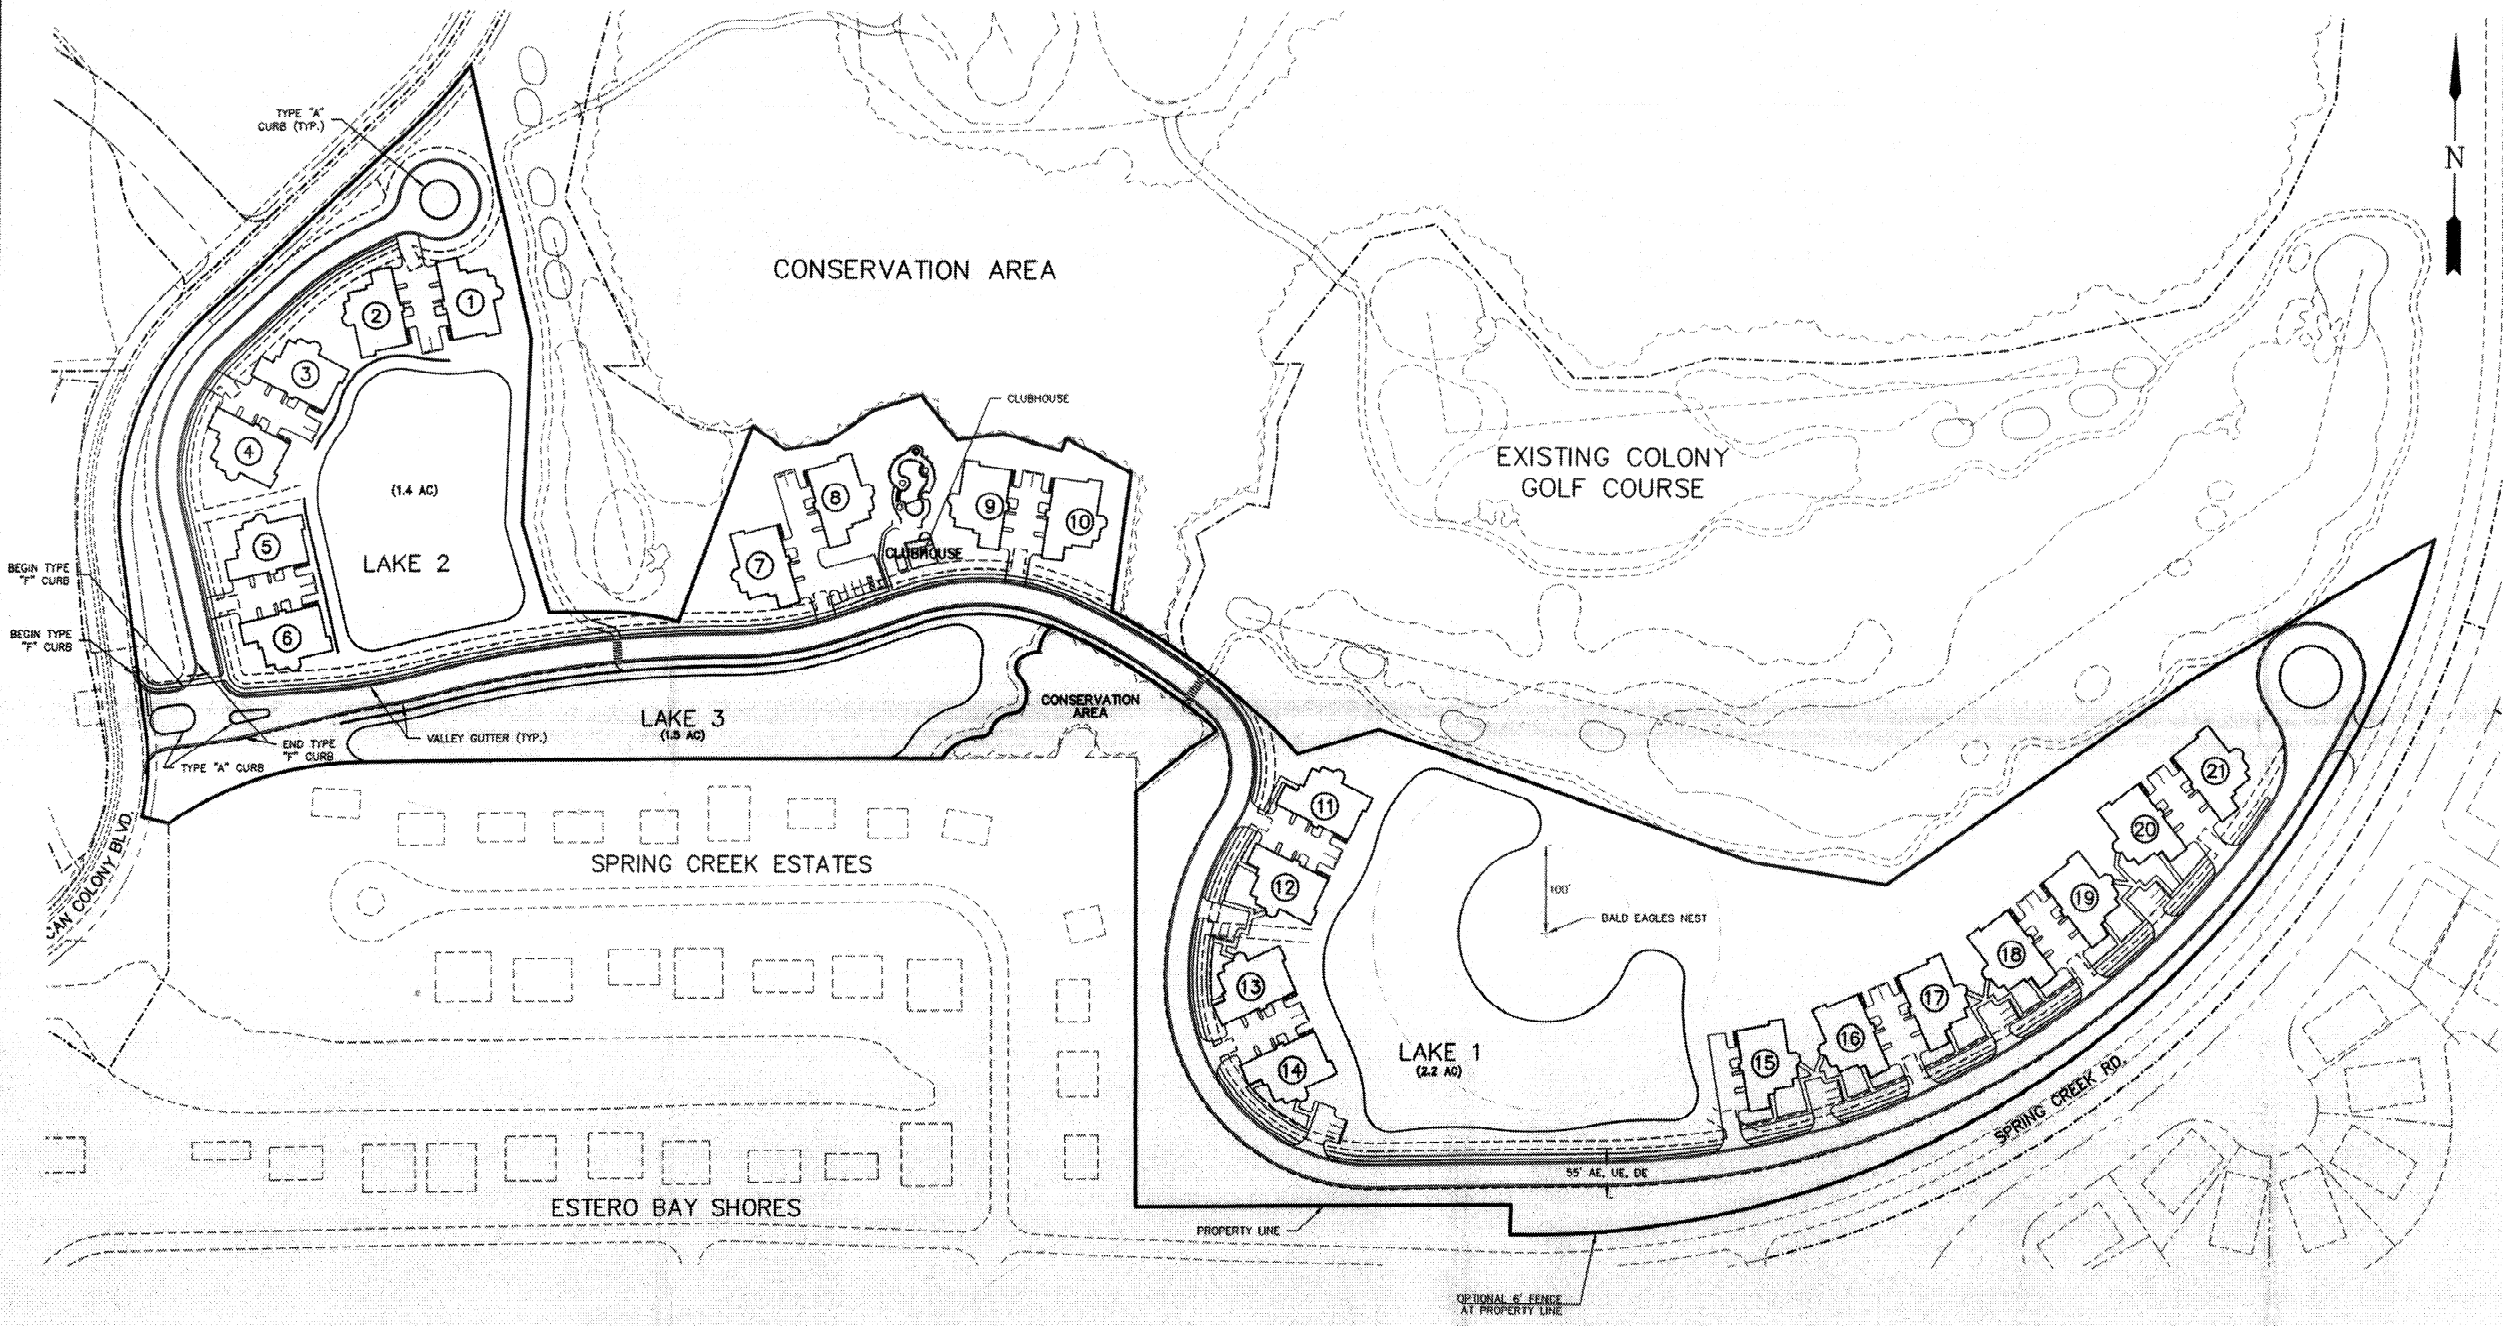 TYPE "A"
CURB (TYP.)
N
CONSERVATION AREA
1
2
3
4
5
6
(1.4 AC)
LAKE 2
CLUBHOUSE
7
8
9
10
CLUBHOUSE
EXISTING COLONY
GOLF COURSE
BEGIN TYPE
"F" CURB
BEGIN TYPE
"F" CURB
CONSERVATION
AREA
LAKE 3
(1.5 AC)
VALLEY GUTTER (TYP.)
END TYPE
"F" CURB
TYPE "A" CURB
CAN COLONY BLVD.
SPRING CREEK ESTATES
11
12
13
14
100'
BALD EAGLES NEST
LAKE 1
(2.2 AC)
15
16
17
18
19
20
21
SPRING CREEK RD.
55' AE, UE, DE
ESTERO BAY SHORES
PROPERTY LINE
OPTIONAL 6' FENCE
AT PROPERTY LINE